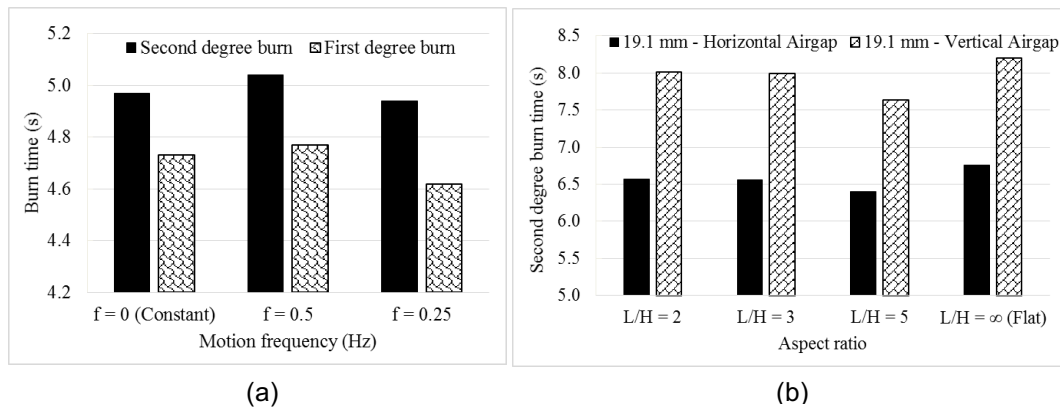 5.2
Second degree burn First degree burn
5.0
4.8
4.6
4.4
4.2
Burn time (s)
f = 0 (Constant) f = 0.5 f = 0.25
Motion frequency (Hz)
(a)
8.5
19.1 mm - Horizontal Airgap 19.1 mm - Vertical Airgap
8.0
7.5
7.0
6.5
6.0
5.5
5.0
Second degree burn time (s)
L/H = 2 L/H = 3 L/H = 5 L/H = ∞ (Flat)
Aspect ratio
(b)